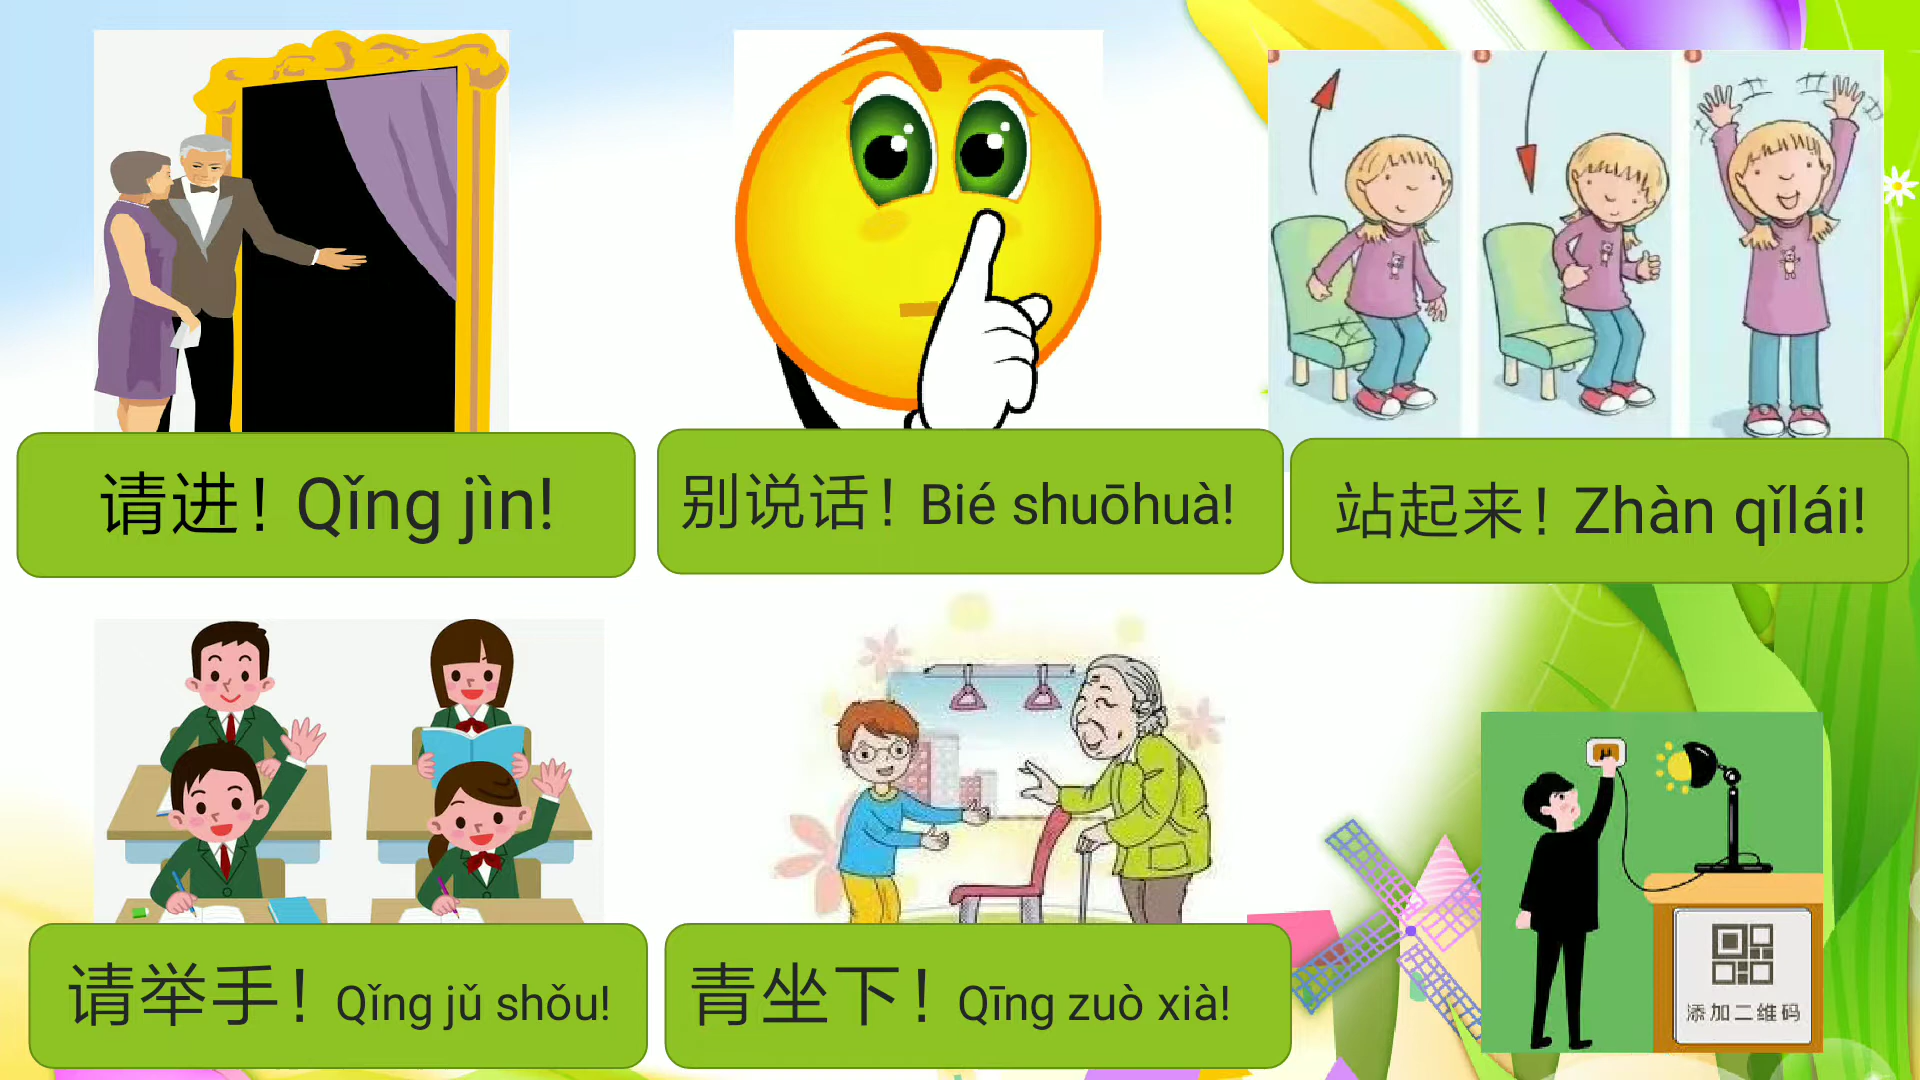 请进！Qǐng jìn!
别说话！Bié shuōhuà!
站起来！Zhàn qǐlái!
请举手！Qǐng jǔ shǒu!
青坐下！Qīng zuò xià!
添加二维码